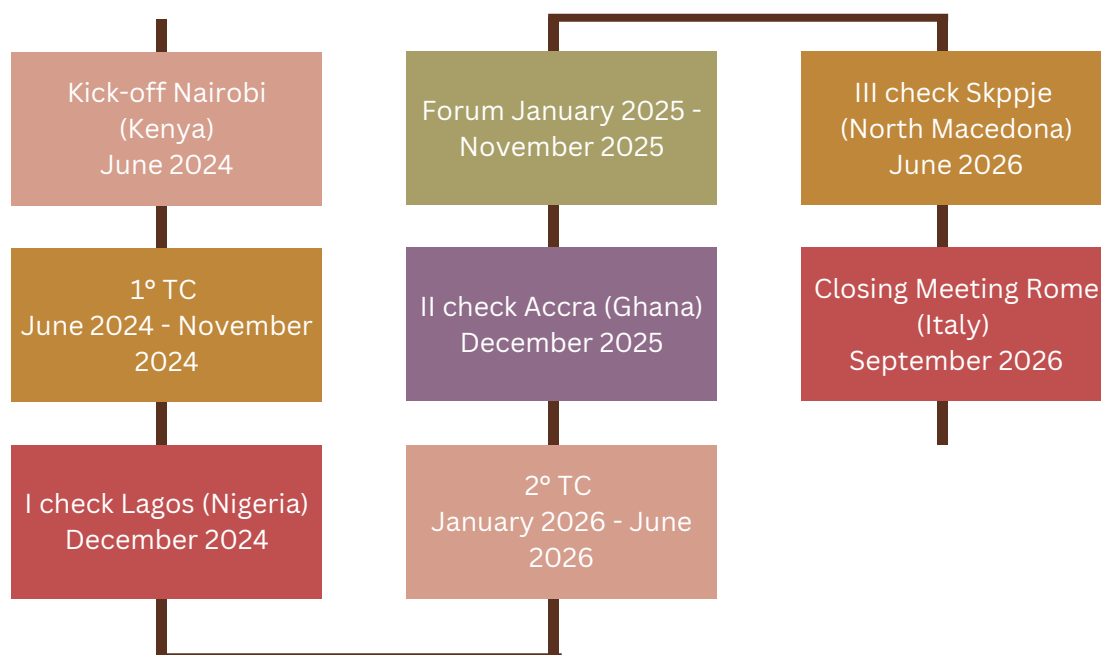 Kick-off Nairobi
(Kenya)
June 2024
1° TC
June 2024 - November
2024
I check Lagos (Nigeria)
December 2024
Forum January 2025 -
November 2025
II check Accra (Ghana)
December 2025
2° TC
January 2026 - June
2026
III check Skppje
(North Macedona)
June 2026
Closing Meeting Rome
(Italy)
September 2026